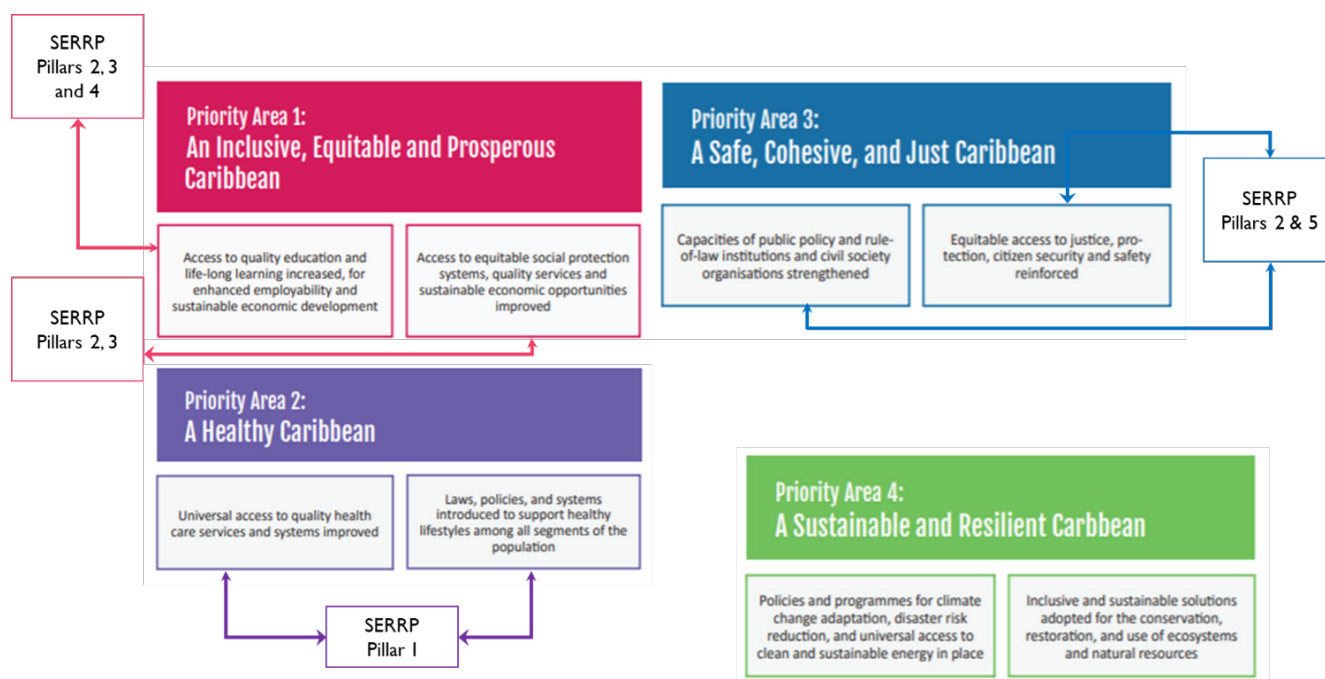 SERRP
Pillars 2, 3
and 4
Priority Area 1:
An Inclusive, Equitable and Prosperous
Caribbean
Access to quality education and
life-long learning increased, for
enhanced employability and
sustainable economic development
Access to equitable social protection
systems, quality services and
sustainable economic opportunities
improved
SERRP
Pillars 2, 3
Priority Area 3:
A Safe, Cohesive, and Just Caribbean
Capacities of public policy and rule-
of-law institutions and civil society
organisations strengthened
Equitable access to justice, pro-
tection, citizen security and safety
reinforced
SERRP
Pillars 2 & 5
Priority Area 2:
A Healthy Caribbean
Universal access to quality health
care services and systems improved
Laws, policies, and systems
introduced to support healthy
lifestyles among all segments of the
population
SERRP
Pillar 1
Priority Area 4:
A Sustainable and Resilient Carbbean
Policies and programmes for climate
change adaptation, disaster risk
reduction, and universal access to
clean and sustainable energy in place
Inclusive and sustainable solutions
adopted for the conservation,
restoration, and use of ecosystems
and natural resources